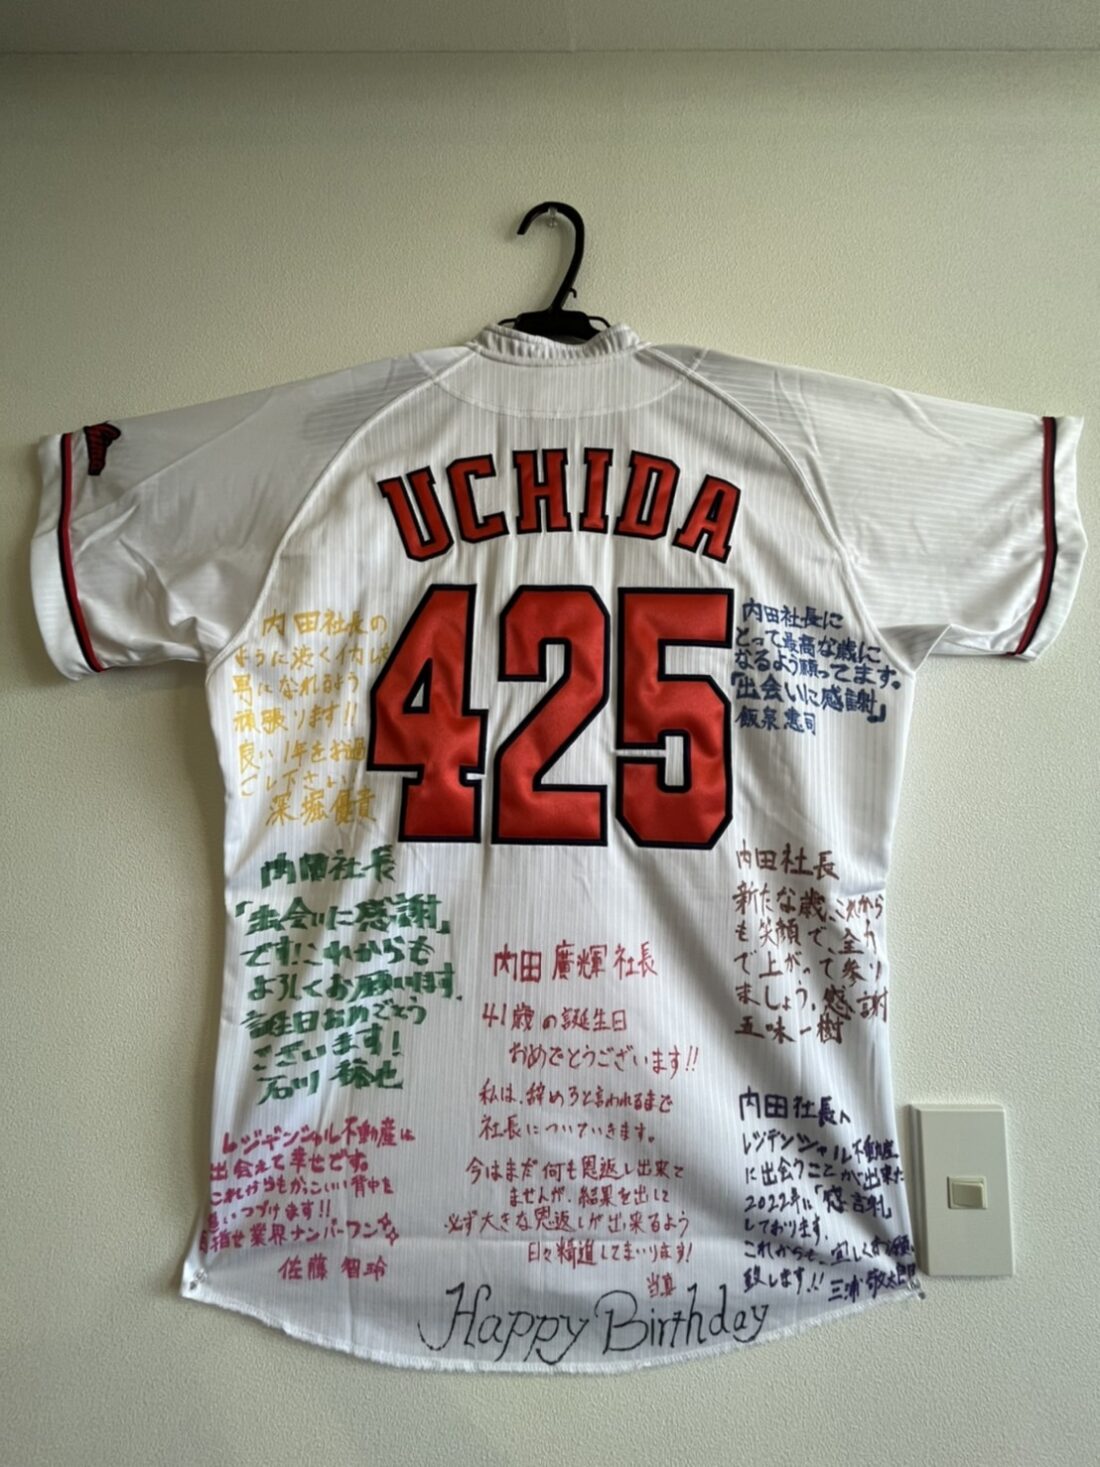 UCHIDA
425
内田社長の
ように渋くイカした
男になれるよう
頑張ります!!
良い1年をお過
ごし下さい
深堀優貴
内田社長に
とって最高な歳に
なるよう願ってます。
「出会いに感謝」
飯泉恵司
内田社長
「出会いに感謝」
です!これからも
よろしくお願います。
誕生日おめでとう
ございます!
石川 裕也
内田社長
新たな歳、これから
も笑顔で、全力
で上がって参り
ましょう。感謝
五味一樹
内田 廣輝 社長
41歳の誕生日
おめでとうございます!!
私は、辞めろと言われるまで
社長についていきます。
今はまだ何も恩返し出来て
ませんが、結果を出して
必ず大きな恩返しが出来るよう
日々精進してまいります!
当真
レジデンシャル不動産に
出会えて幸せです。
これからもかっこいい背中を
追いつづけます!!
目指せ業界ナンバーワン
佐藤 智玲
内田社長へ
レジデンシャル不動産
に出会うことが出来た
2022年に「感謝」
しております。
これからも、宜しくお願い
致します!! 三浦 敬太郎
Happy Birthday